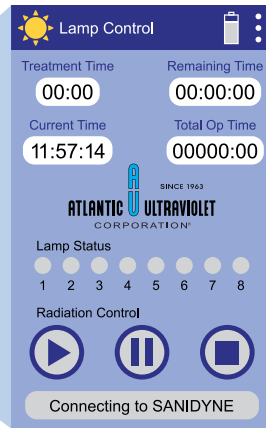 Lamp Control
Treatment Time Remaining Time
00:00 00:00:00
Current Time Total Op Time
11:57:14 00000:00
SINCE 1963
ATLANTIC ULTRAVIOLET
CORPORATION®
Lamp Status
1 2 3 4 5 6 7 8
Radiation Control
Connecting to SANIDYNE